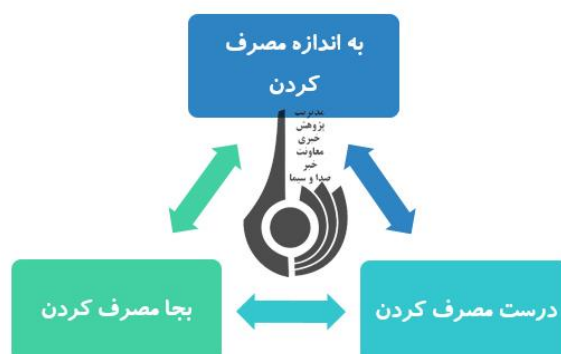 به اندازه مصرف
کردن
مدیریت
پژوهش
خبری
معاونت
خبر
صدا و سیما
بجا مصرف کردن
درست مصرف کردن